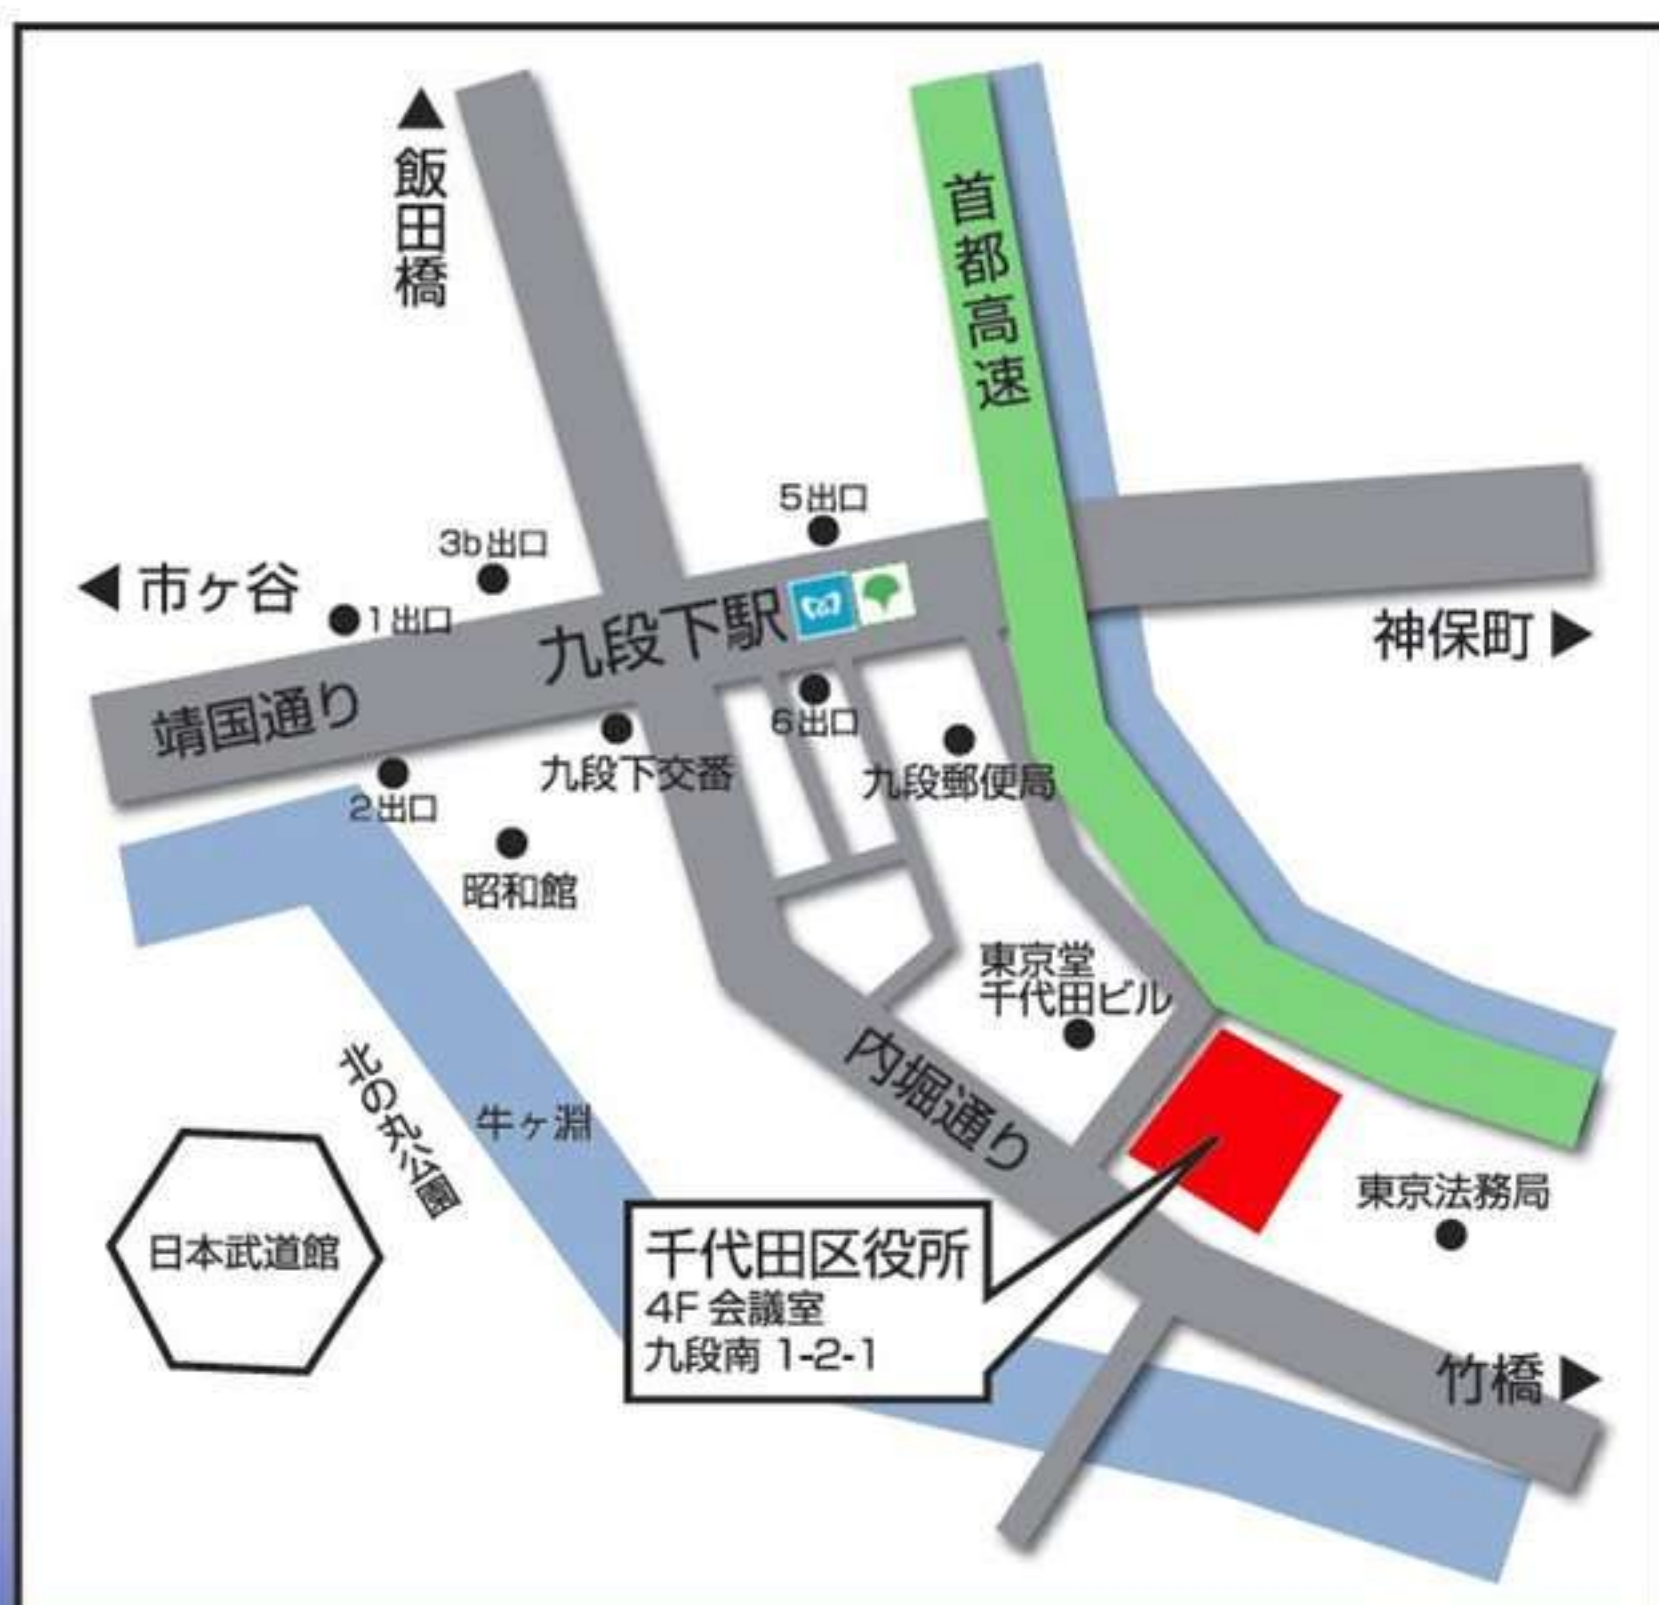 飯田橋
首都高速
5出口
3b出口
市ヶ谷
1出口
九段下駅
神保町
靖国通り
6出口
九段下交番
九段郵便局
2出口
昭和館
東京堂
千代田ビル
内堀通り
北の丸公園
牛ヶ淵
日本武道館
東京法務局
千代田区役所
4F 会議室
九段南 1-2-1
竹橋